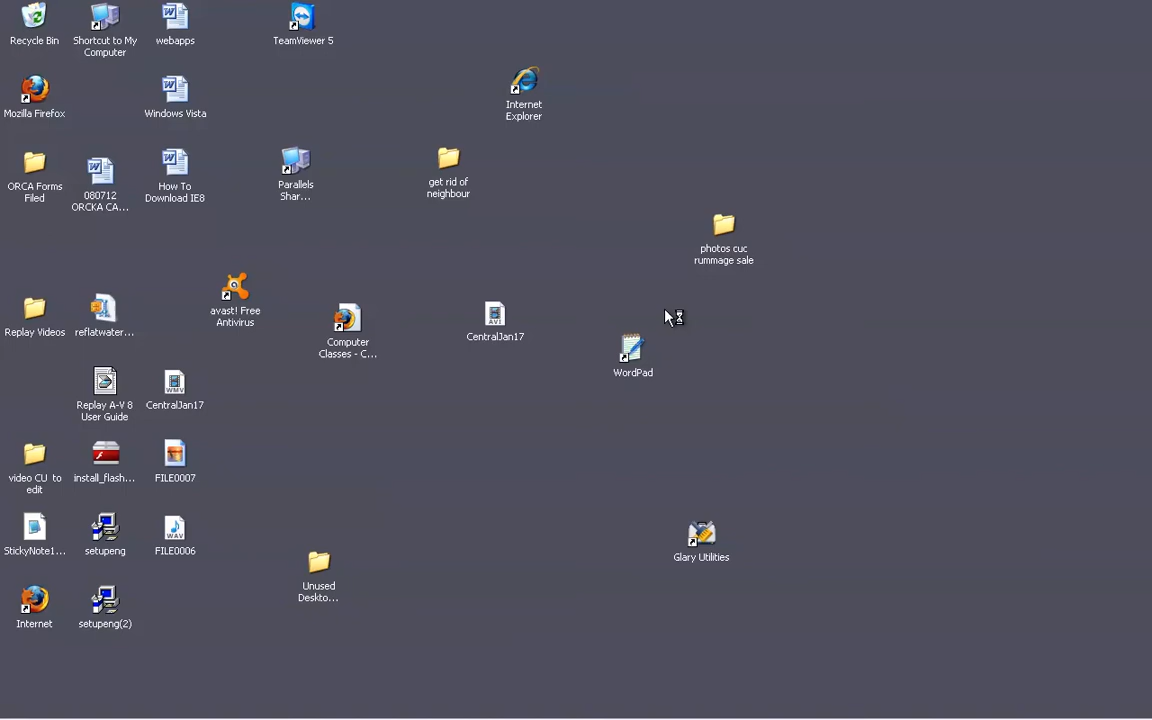 Recycle Bin
Shortcut to My
Computer
webapps
TeamViewer 5
Mozilla Firefox
Windows Vista
Internet
Explorer
ORCA Forms
Filed
080712
ORCKA CA...
How To
Download IE8
Parallels
Shar...
get rid of
neighbour
photos cuc
rummage sale
Replay Videos
reflatwater...
avast! Free
Antivirus
Computer
Classes - C...
CentralJan17
AVI
WordPad
Replay A-V 8
User Guide
WMV
CentralJan17
video CU to
edit
install_flash...
FILE0007
StickyNote1...
setupeng
WAV
FILE0006
Glary Utilities
Unused
Deskto...
Internet
setupeng(2)